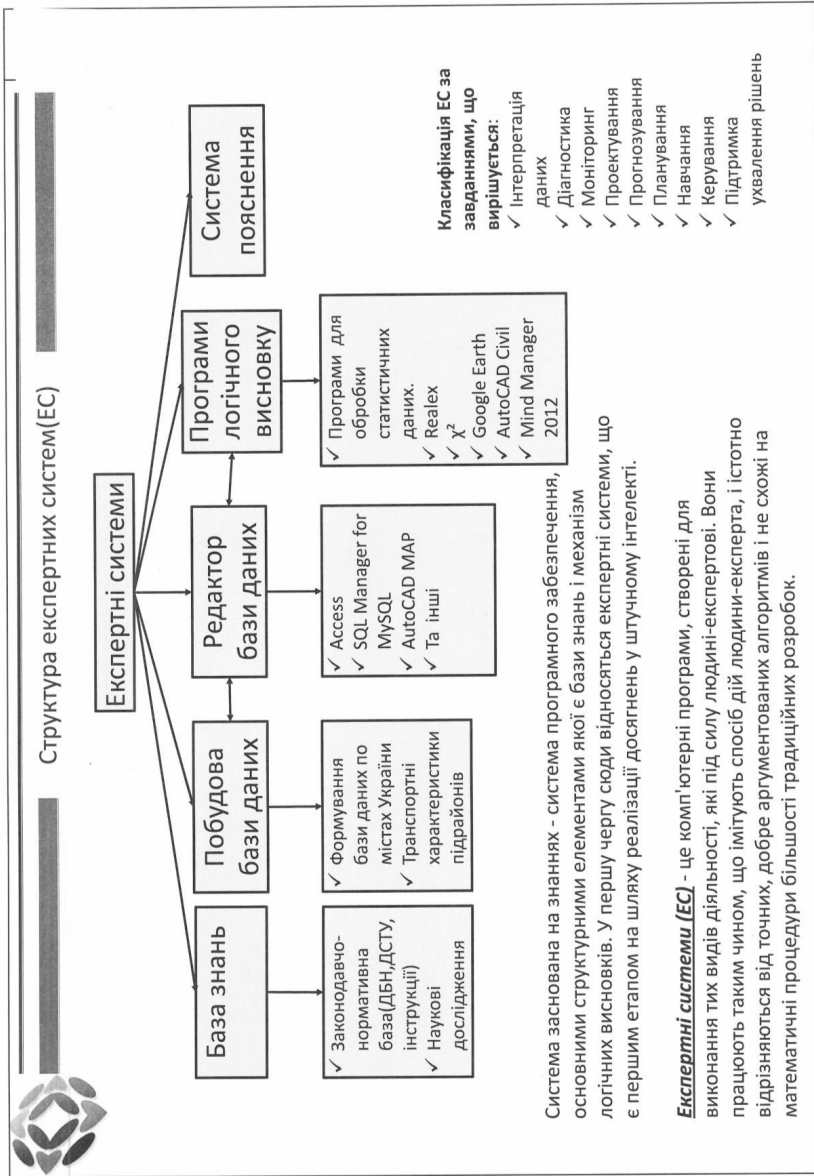 Структура експертних систем(ЕС)
Експертні системи
База знань
Побудова
бази даних
Редактор
бази даних
Програми
логічного
висновку
Система
пояснення
✓ Законодавчо-
нормативна
база(ДБН,ДСТУ,
інструкції)
✓ Наукові
дослідження
✓ Формування
бази даних по
містах України
✓ Транспортні
характеристики
підрайонів
✓ Access
✓ SQL Manager for
MySQL
✓ AutoCAD MAP
✓ Та інші
✓ Програми для
обробки
статистичних
даних.
✓ Realex
✓ χ²
✓ Google Earth
✓ AutoCAD Civil
✓ Mind Manager
2012
Класифікація ЕС за
завданнями, що
вирішується:
✓ Інтерпретація
даних
✓ Діагностика
✓ Моніторинг
✓ Проектування
✓ Прогнозування
✓ Планування
✓ Навчання
✓ Керування
✓ Підтримка
ухвалення рішень
Система заснована на знаннях - система програмного забезпечення,
основними структурними елементами якої є бази знань і механізм
логічних висновків. У першу чергу сюди відносяться експертні системи, що
є першим етапом на шляху реалізації досягнень у штучному інтелекті.
Експертні системи (ЕС) - це комп'ютерні програми, створені для
виконання тих видів діяльності, які під силу людині-експертові. Вони
працюють таким чином, що імітують спосіб дій людини-експерта, і істотно
відрізняються від точних, добре аргументованих алгоритмів і не схожі на
математичні процедури більшості традиційних розробок.